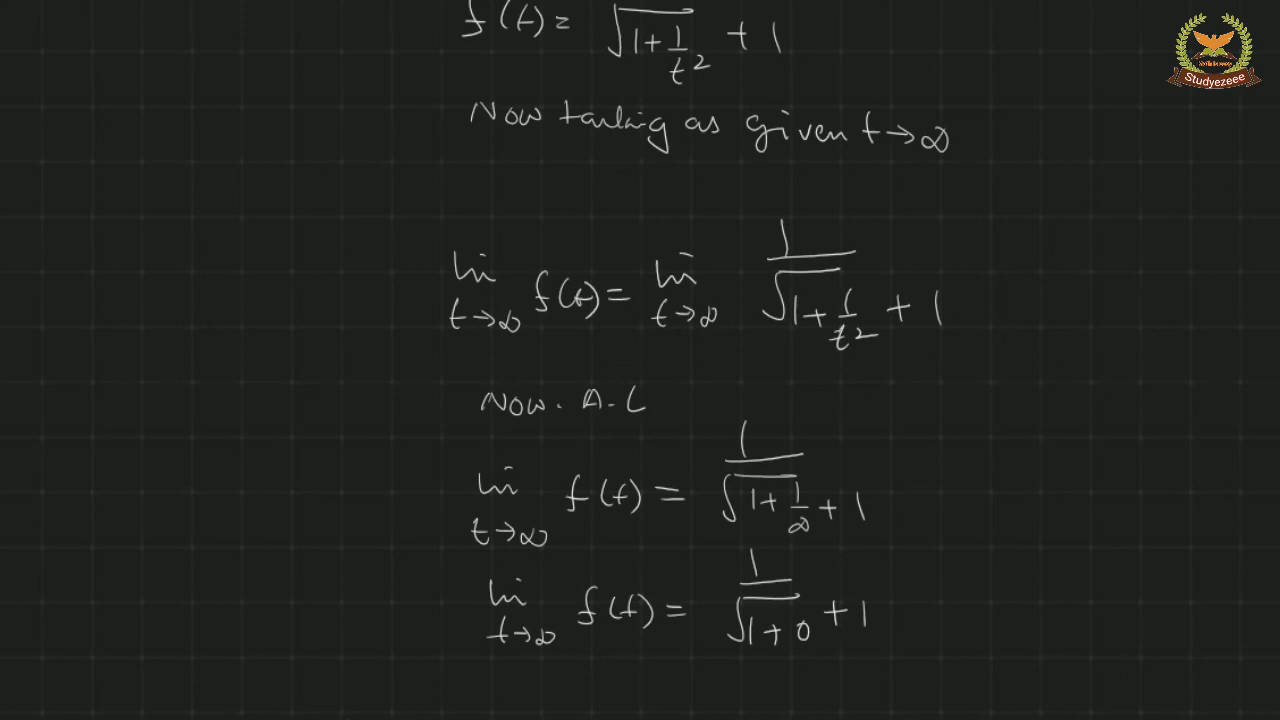 f(t) = √(1 + 1/t²) + 1
Studyezeee
Now taking as given t→∞
lim t→∞ f(t) = lim t→∞ 1/(√(1 + 1/t²) + 1)
Now. A.L
lim t→∞ f(t) = 1/(√(1 + 1/∞) + 1)
lim t→∞ f(t) = 1/(√(1 + 0) + 1)